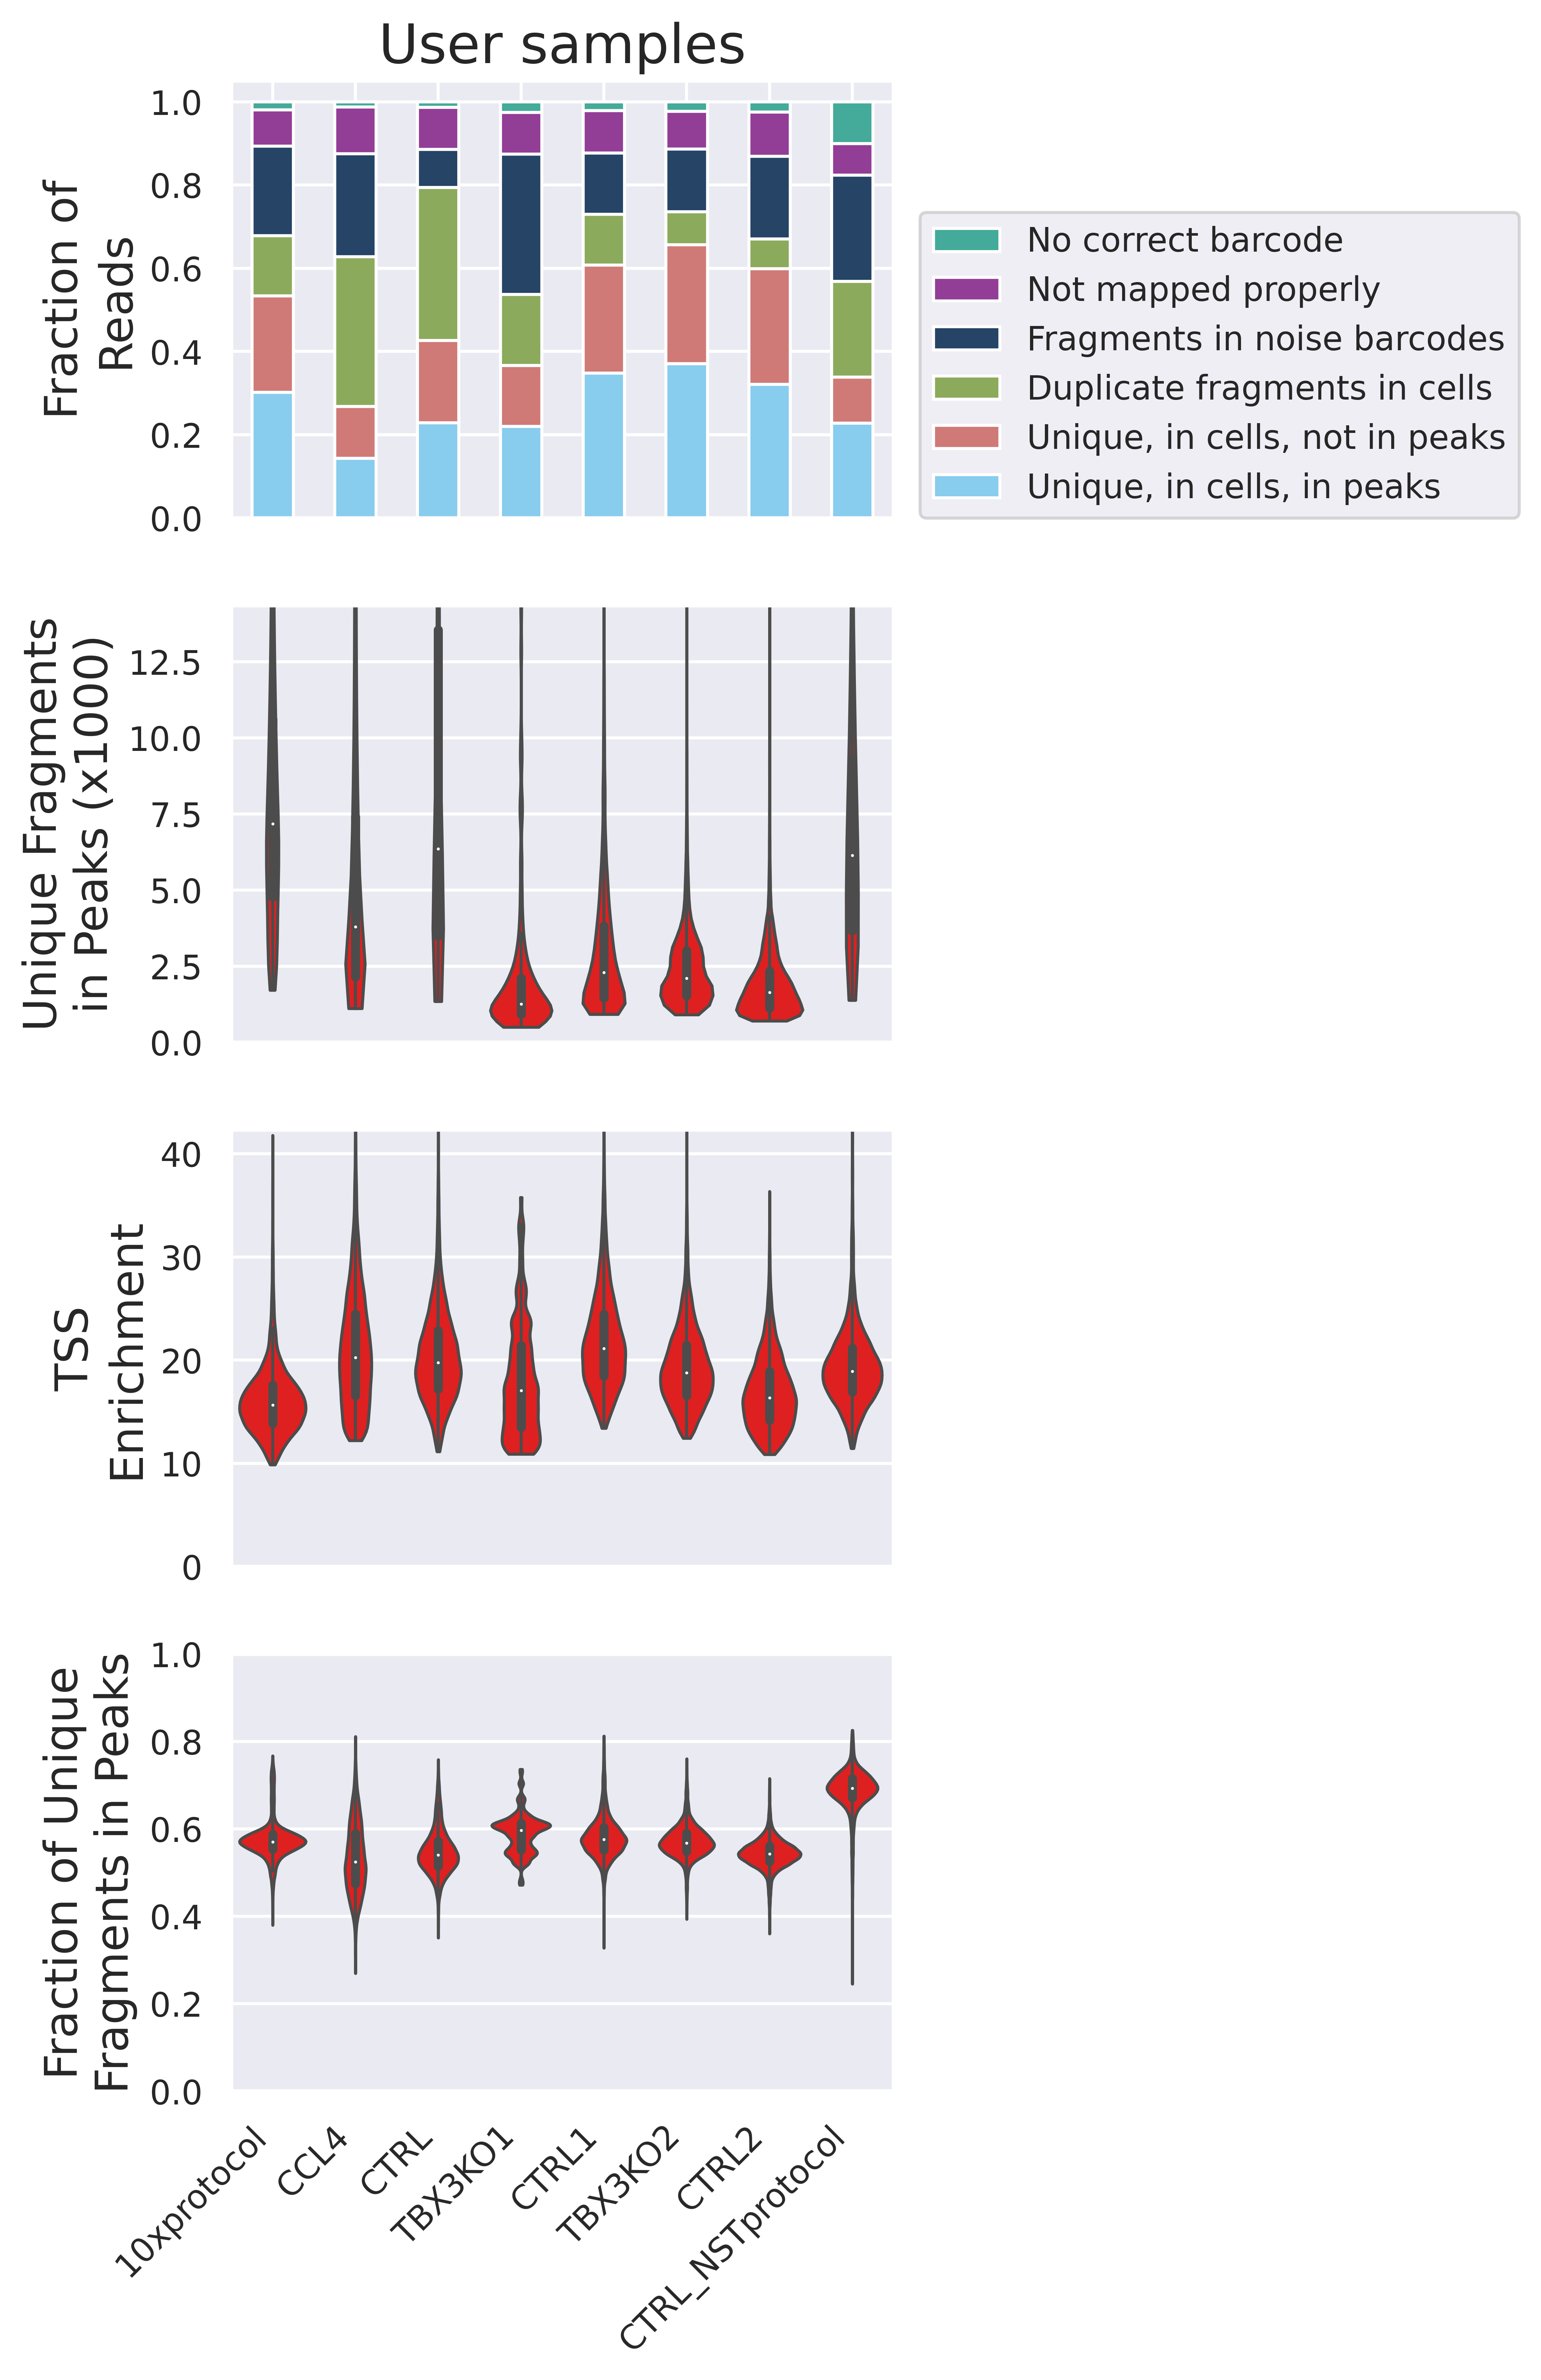 User samples
Fraction of
Reads
1.0
0.8
0.6
0.4
0.2
0.0
No correct barcode
Not mapped properly
Fragments in noise barcodes
Duplicate fragments in cells
Unique, in cells, not in peaks
Unique, in cells, in peaks
Unique Fragments
in Peaks (x1000)
12.5
10.0
7.5
5.0
2.5
0.0
TSS
Enrichment
40
30
20
10
0
Fraction of Unique
Fragments in Peaks
1.0
0.8
0.6
0.4
0.2
0.0
10xprotocol
CCL4
CTRL
TBX3KO1
CTRL1
TBX3KO2
CTRL2
CTRL_NSTprotocol